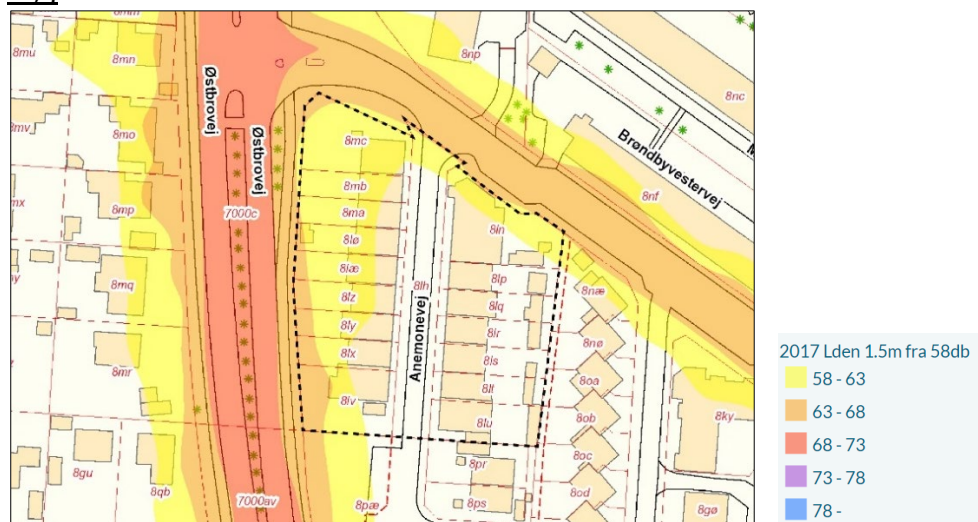 8mu
8mn
8np
8nc
8mv
8mo
Østbrovej
Østbrovej
8mc
Brøndbyvestervej
8nf
8mb
8ma
8mp
7000c
8lø
8ln
8læ
8lp
8lh
8næ
8mq
8lz
8lq
8ly
8lr
8nø
8lx
Anemonevej
8ls
8oa
8mr
8lt
8lv
8ob
8lu
8ky
8gu
8qb
8pr
8oc
7000av
8pæ
8ps
8od
8gø
2017 Lden 1.5m fra 58db
58 - 63
63 - 68
68 - 73
73 - 78
78 -